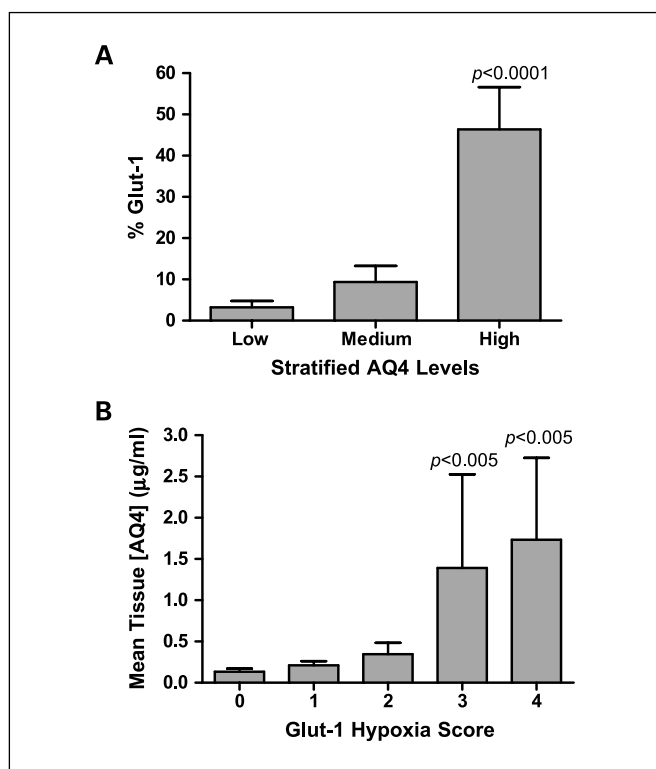 A
p<0.0001
60
50
40
30
20
10
0
% Glut-1
Low Medium High
Stratified AQ4 Levels
B
p<0.005 p<0.005
3.0
2.5
2.0
1.5
1.0
0.5
0.0
Mean Tissue [AQ4] (μg/ml)
0 1 2 3 4
Glut-1 Hypoxia Score